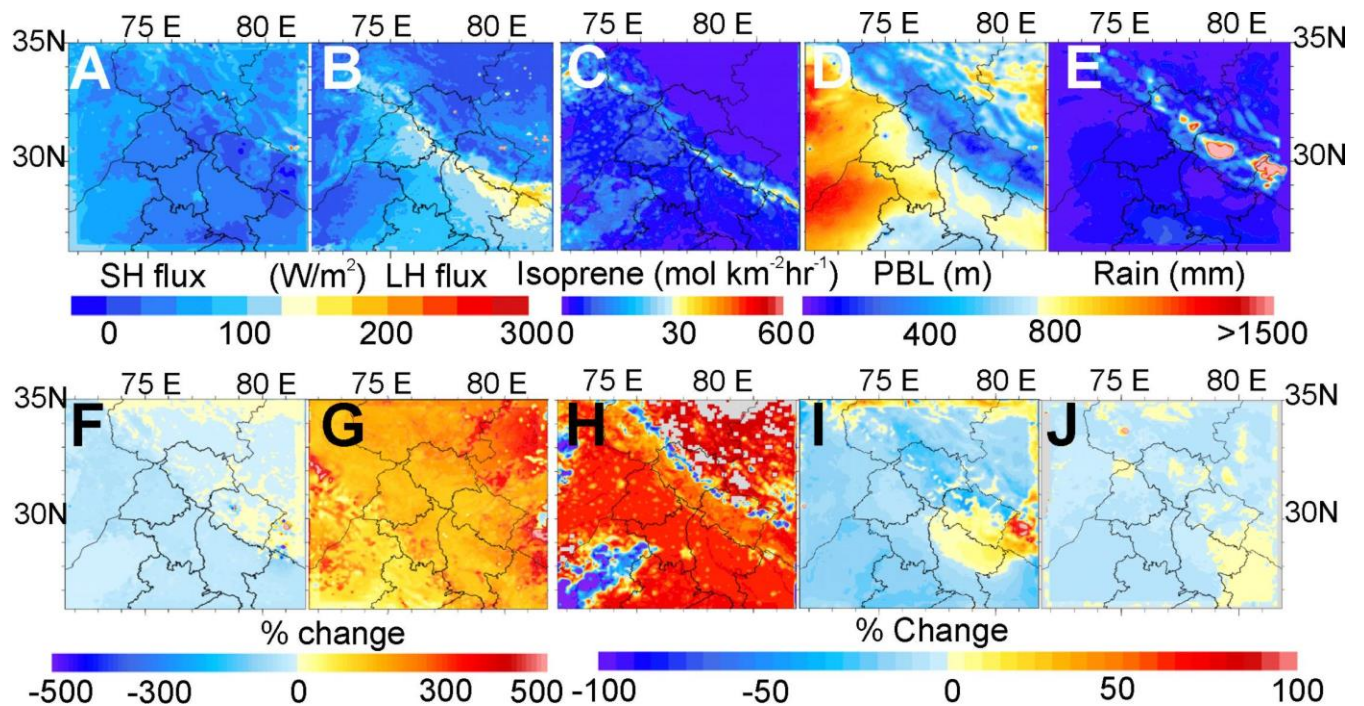 75 E 80 E 75 E 80 E 75 E 80 E 75 E 80 E 75 E 80 E
35N A B C D E 35N
30N 30N
SH flux (W/m²) LH flux Isoprene (mol km⁻²hr⁻¹) PBL (m) Rain (mm)
0 100 200 300 0 30 60 0 400 800 >1500
75 E 80 E 75 E 80 E 75 E 80 E 75 E 80 E
35N F G H I J 35N
30N 30N
% change % Change
-500 -300 0 300 500 -100 -50 0 50 100